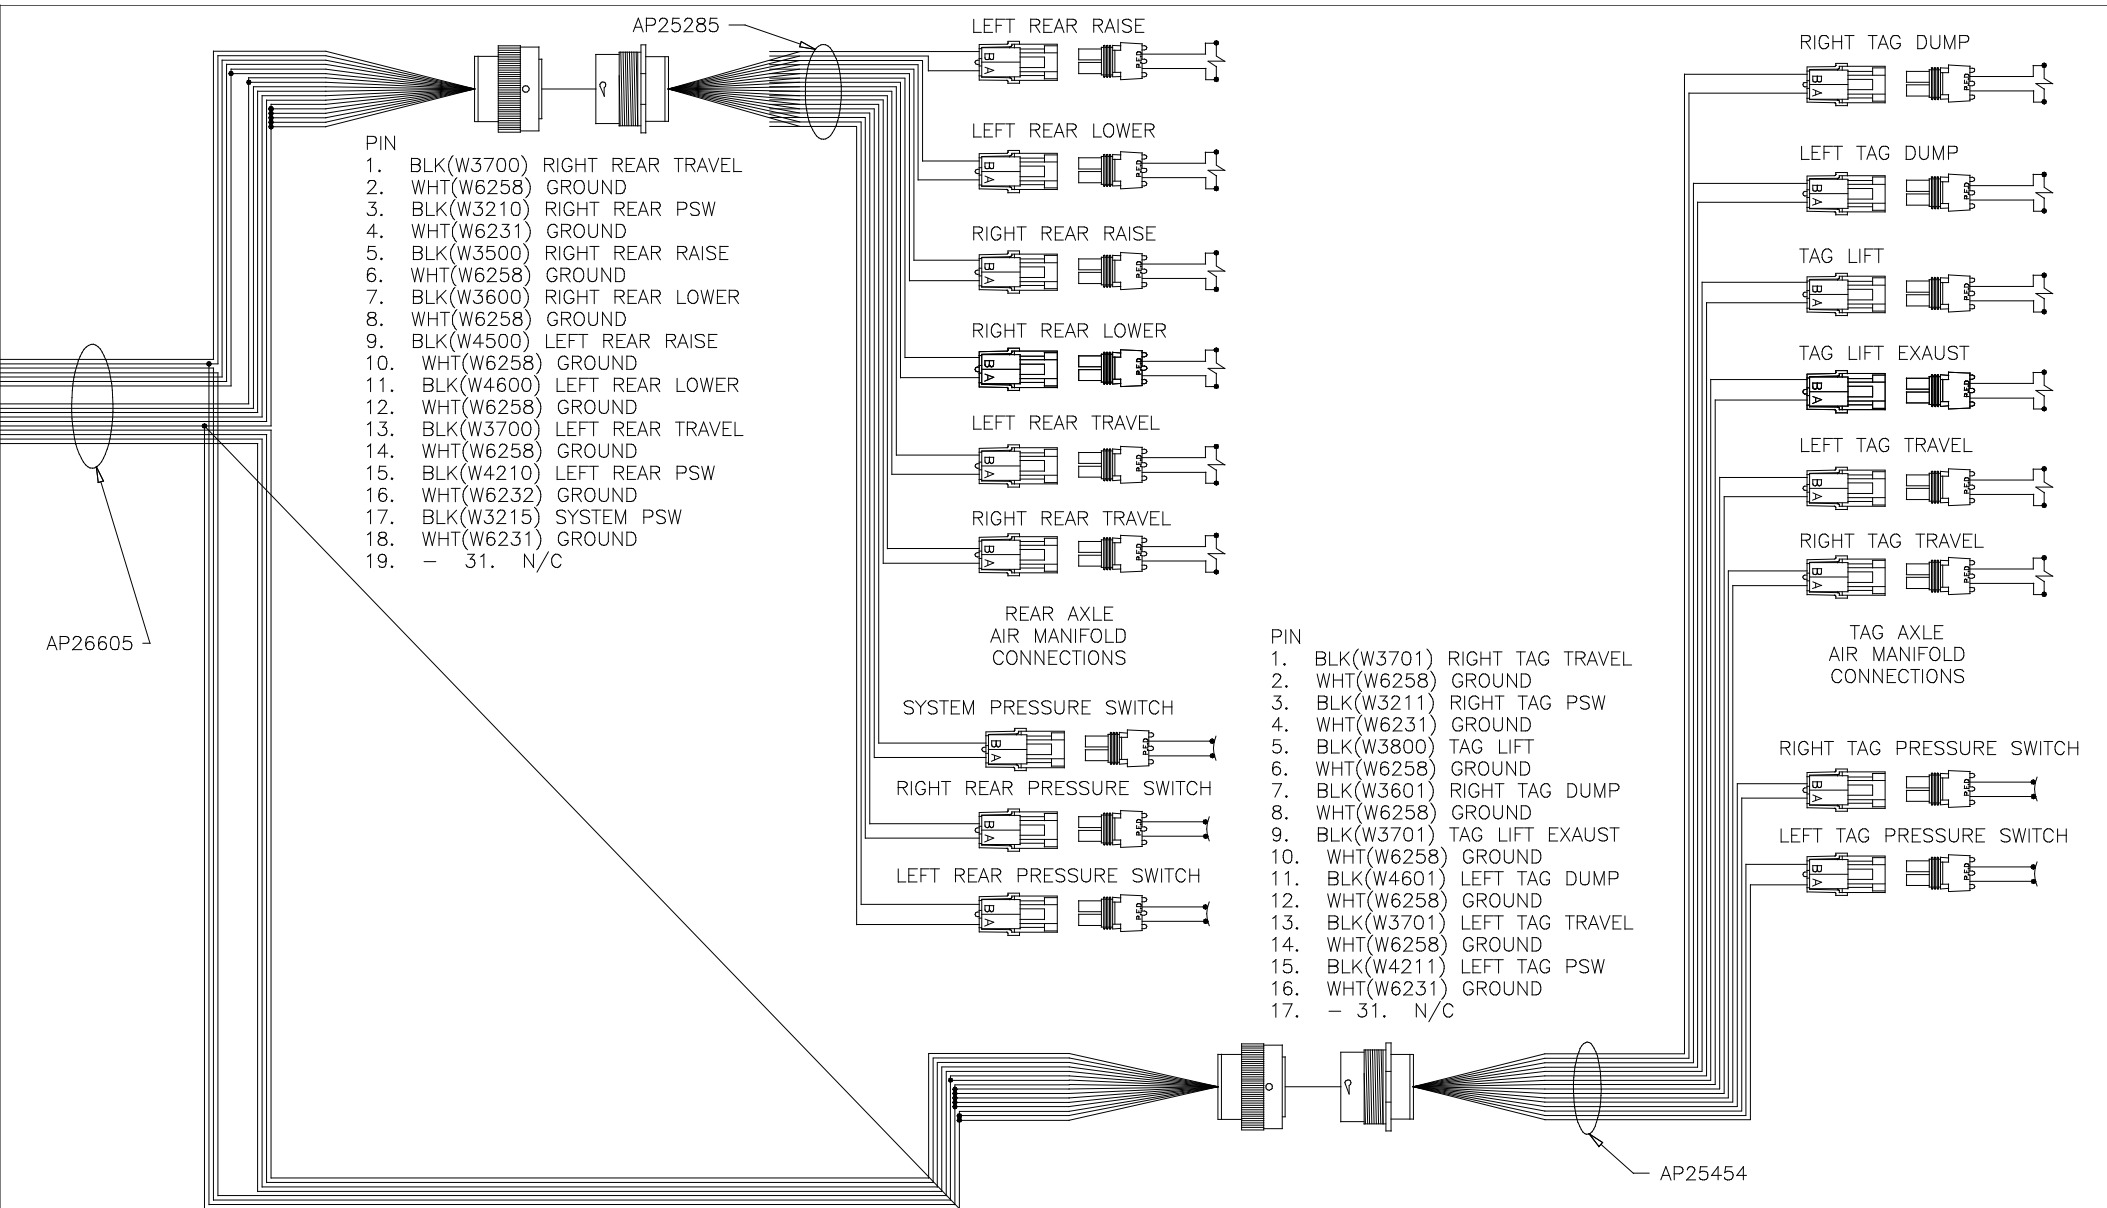 AP25285
PIN
1. BLK(W3700) RIGHT REAR TRAVEL
2. WHT(W6258) GROUND
3. BLK(W3210) RIGHT REAR PSW
4. WHT(W6231) GROUND
5. BLK(W3500) RIGHT REAR RAISE
6. WHT(W6258) GROUND
7. BLK(W3600) RIGHT REAR LOWER
8. WHT(W6258) GROUND
9. BLK(W4500) LEFT REAR RAISE
10. WHT(W6258) GROUND
11. BLK(W4600) LEFT REAR LOWER
12. WHT(W6258) GROUND
13. BLK(W3700) LEFT REAR TRAVEL
14. WHT(W6258) GROUND
15. BLK(W4210) LEFT REAR PSW
16. WHT(W6232) GROUND
17. BLK(W3215) SYSTEM PSW
18. WHT(W6231) GROUND
19. – 31. N/C
AP26605
LEFT REAR RAISE
B A P.E.D
LEFT REAR LOWER
B A P.E.D
RIGHT REAR RAISE
B A P.E.D
RIGHT REAR LOWER
B A P.E.D
LEFT REAR TRAVEL
B A P.E.D
RIGHT REAR TRAVEL
B A P.E.D
REAR AXLE
AIR MANIFOLD
CONNECTIONS
SYSTEM PRESSURE SWITCH
B A P.E.D
RIGHT REAR PRESSURE SWITCH
B A P.E.D
LEFT REAR PRESSURE SWITCH
B A P.E.D
PIN
1. BLK(W3701) RIGHT TAG TRAVEL
2. WHT(W6258) GROUND
3. BLK(W3211) RIGHT TAG PSW
4. WHT(W6231) GROUND
5. BLK(W3800) TAG LIFT
6. WHT(W6258) GROUND
7. BLK(W3601) RIGHT TAG DUMP
8. WHT(W6258) GROUND
9. BLK(W3701) TAG LIFT EXAUST
10. WHT(W6258) GROUND
11. BLK(W4601) LEFT TAG DUMP
12. WHT(W6258) GROUND
13. BLK(W3701) LEFT TAG TRAVEL
14. WHT(W6258) GROUND
15. BLK(W4211) LEFT TAG PSW
16. WHT(W6231) GROUND
17. – 31. N/C
RIGHT TAG DUMP
B A P.E.D
LEFT TAG DUMP
B A P.E.D
TAG LIFT
B A P.E.D
TAG LIFT EXAUST
B A P.E.D
LEFT TAG TRAVEL
B A P.E.D
RIGHT TAG TRAVEL
B A P.E.D
TAG AXLE
AIR MANIFOLD
CONNECTIONS
RIGHT TAG PRESSURE SWITCH
B A P.E.D
LEFT TAG PRESSURE SWITCH
B A P.E.D
AP25454